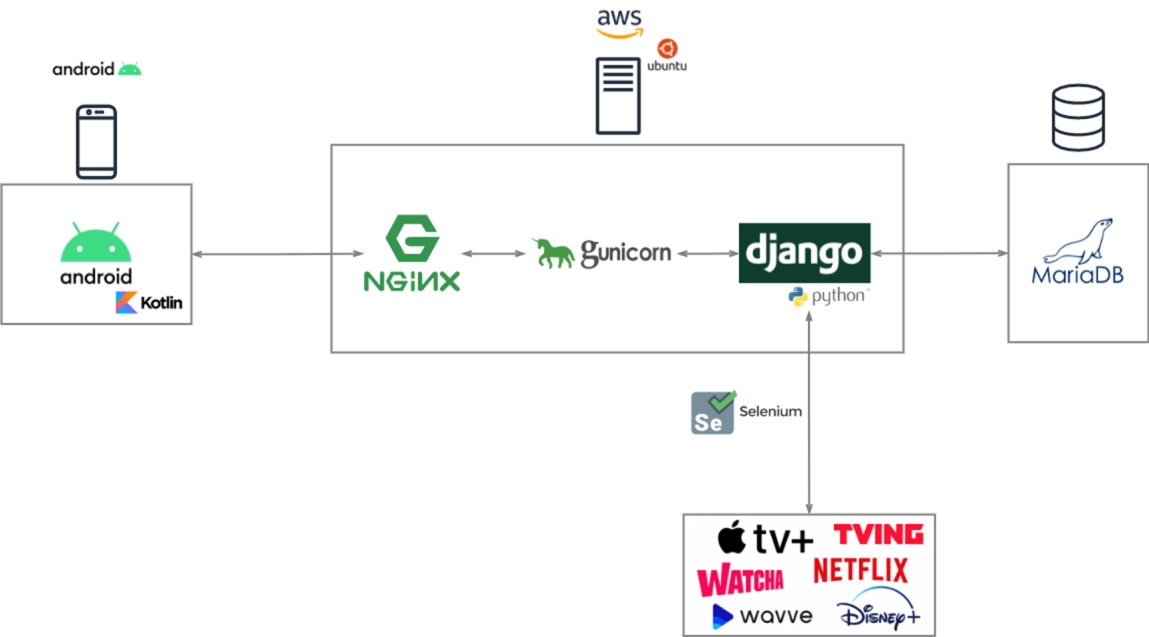 aws
ubuntu
android
android
Kotlin
NGINX
gunicorn
django
python
MariaDB
Se
Selenium
tv+
TVING
WATCHA
NETFLIX
wavve
Disney+